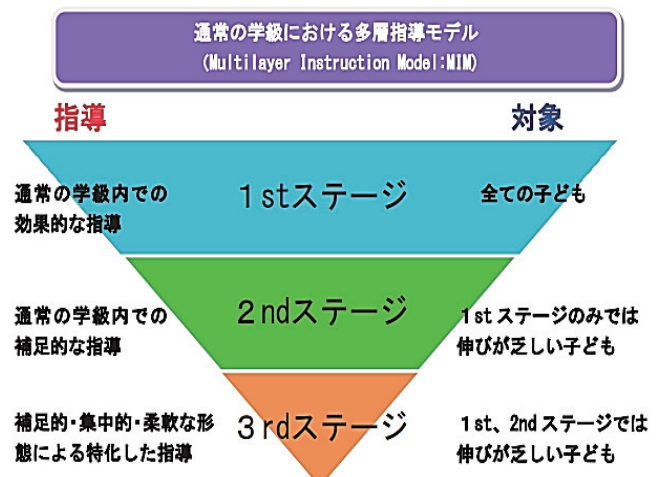 通常の学級における多層指導モデル
(Multilayer Instruction Model:MIM)
指導
対象
通常の学級内での
効果的な指導
1stステージ
全ての子ども
通常の学級内での
補足的な指導
2ndステージ
1stステージのみでは
伸びが乏しい子ども
補足的・集中的・柔軟な形
態による特化した指導
3rdステージ
1st、2ndステージでは
伸びが乏しい子ども